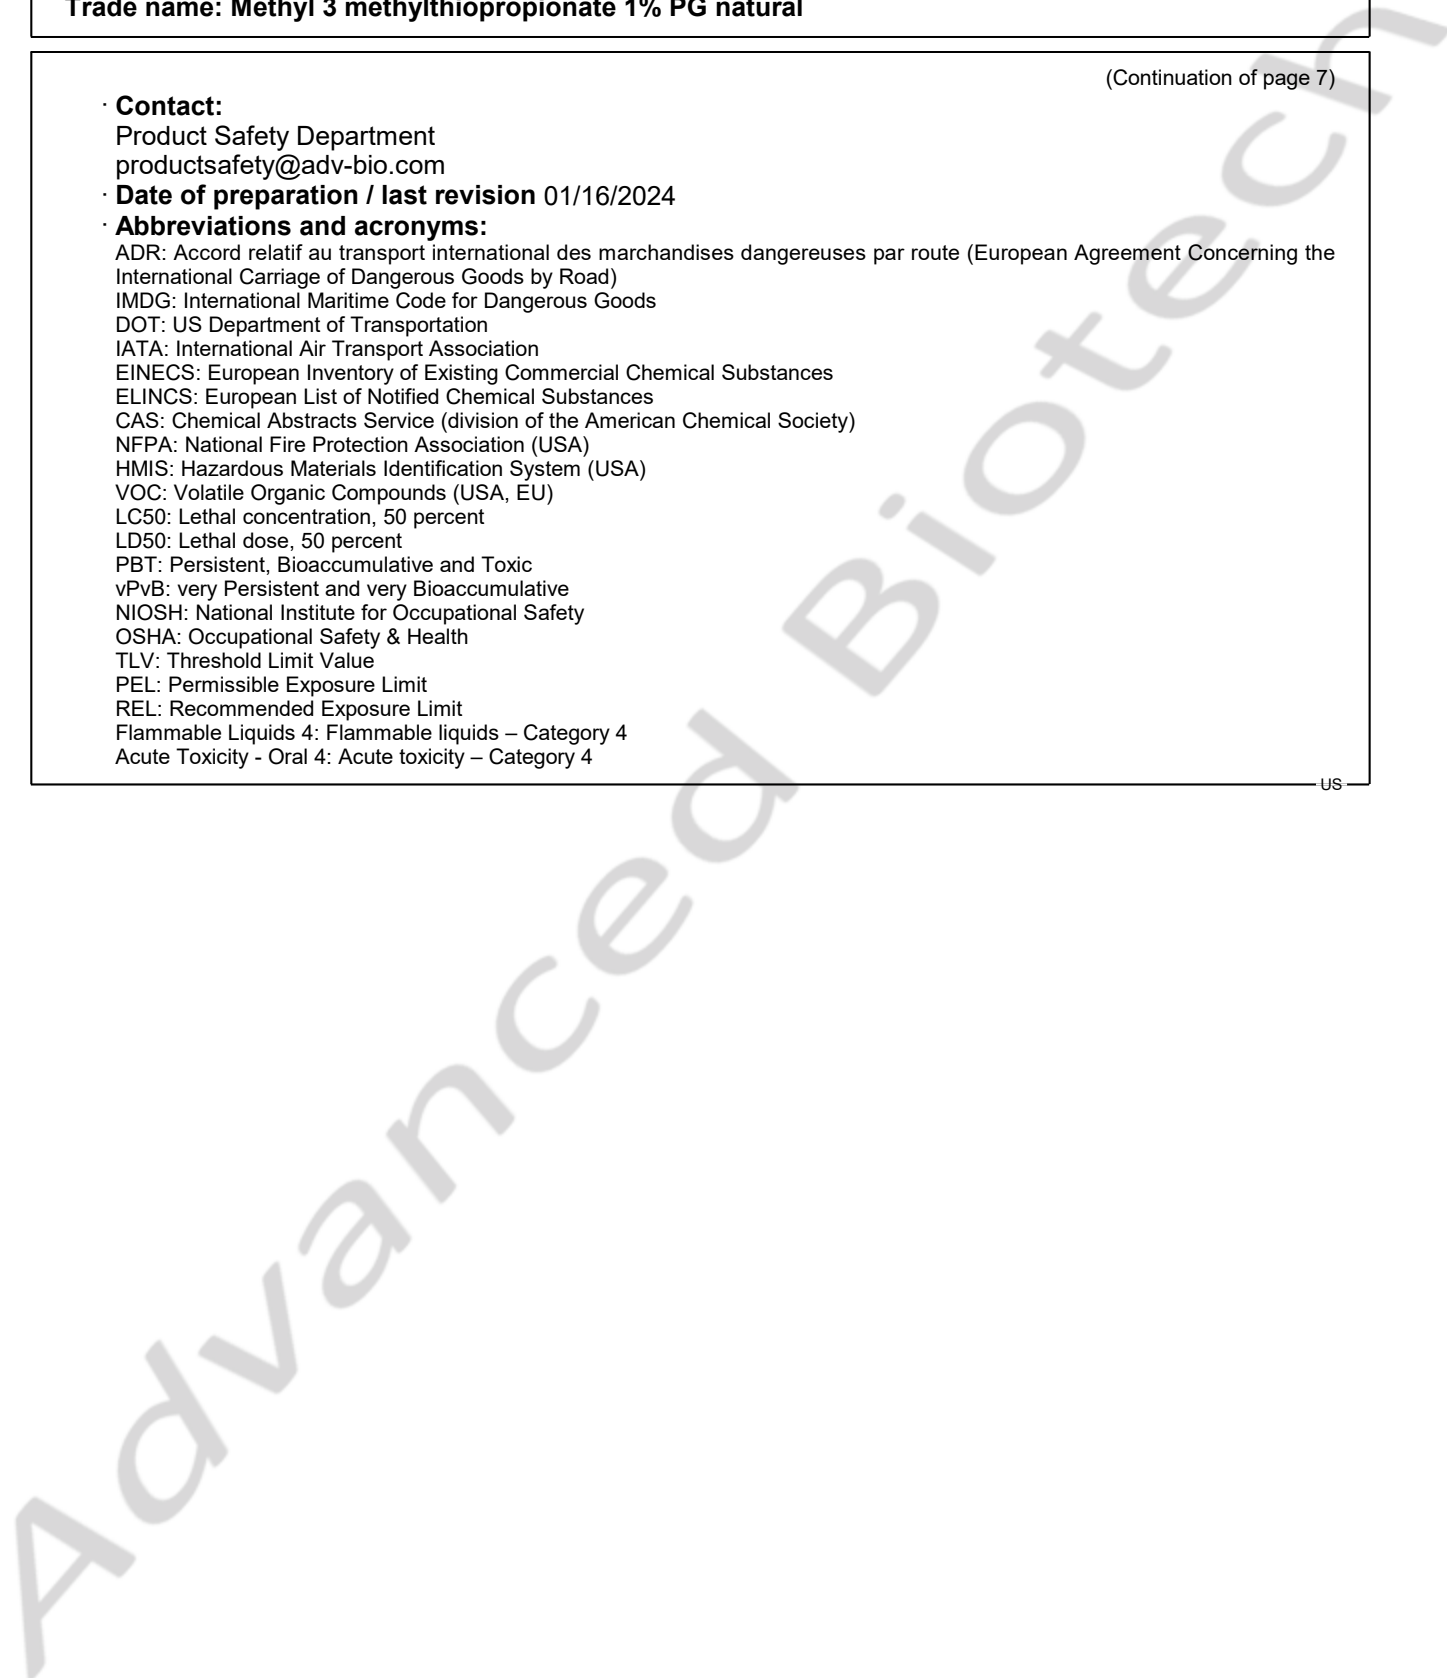 Trade name: Methyl 3 methylthiopropionate 1% PG natural
(Continuation of page 7)
· Contact:
Product Safety Department
productsafety@adv-bio.com
· Date of preparation / last revision 01/16/2024
· Abbreviations and acronyms:
ADR: Accord relatif au transport international des marchandises dangereuses par route (European Agreement Concerning the
International Carriage of Dangerous Goods by Road)
IMDG: International Maritime Code for Dangerous Goods
DOT: US Department of Transportation
IATA: International Air Transport Association
EINECS: European Inventory of Existing Commercial Chemical Substances
ELINCS: European List of Notified Chemical Substances
CAS: Chemical Abstracts Service (division of the American Chemical Society)
NFPA: National Fire Protection Association (USA)
HMIS: Hazardous Materials Identification System (USA)
VOC: Volatile Organic Compounds (USA, EU)
LC50: Lethal concentration, 50 percent
LD50: Lethal dose, 50 percent
PBT: Persistent, Bioaccumulative and Toxic
vPvB: very Persistent and very Bioaccumulative
NIOSH: National Institute for Occupational Safety
OSHA: Occupational Safety & Health
TLV: Threshold Limit Value
PEL: Permissible Exposure Limit
REL: Recommended Exposure Limit
Flammable Liquids 4: Flammable liquids – Category 4
Acute Toxicity - Oral 4: Acute toxicity – Category 4
US
Advanced Biotech